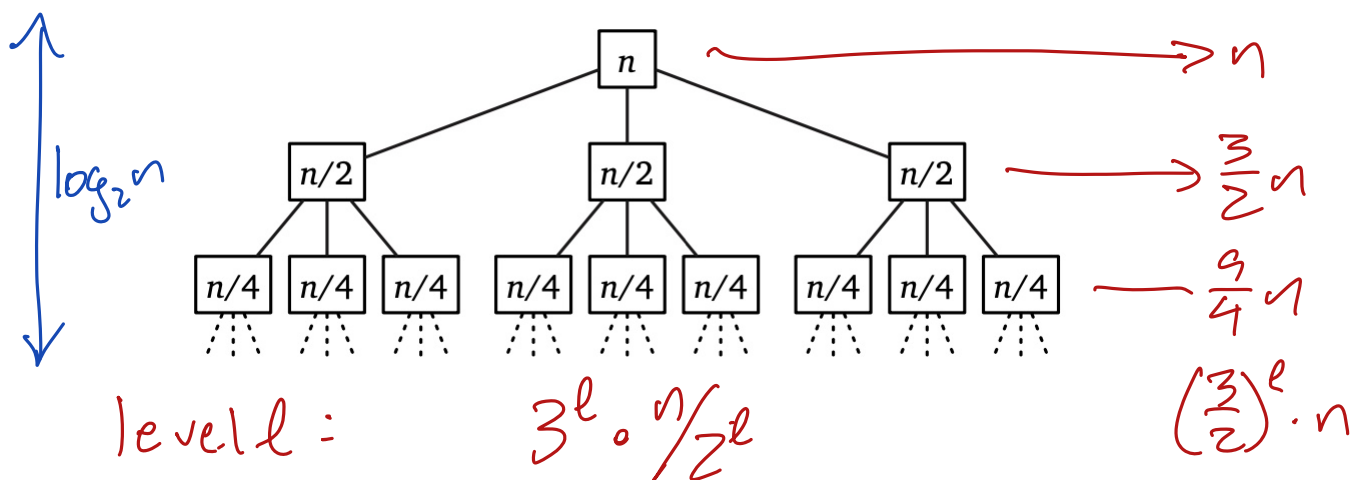 n → n
log₂n
n/2 n/2 n/2 → 3/2 n
n/4 n/4 n/4 n/4 n/4 n/4 n/4 n/4 n/4 — 9/4 n
level ℓ: 3^ℓ · n/2^ℓ (3/2)^ℓ · n